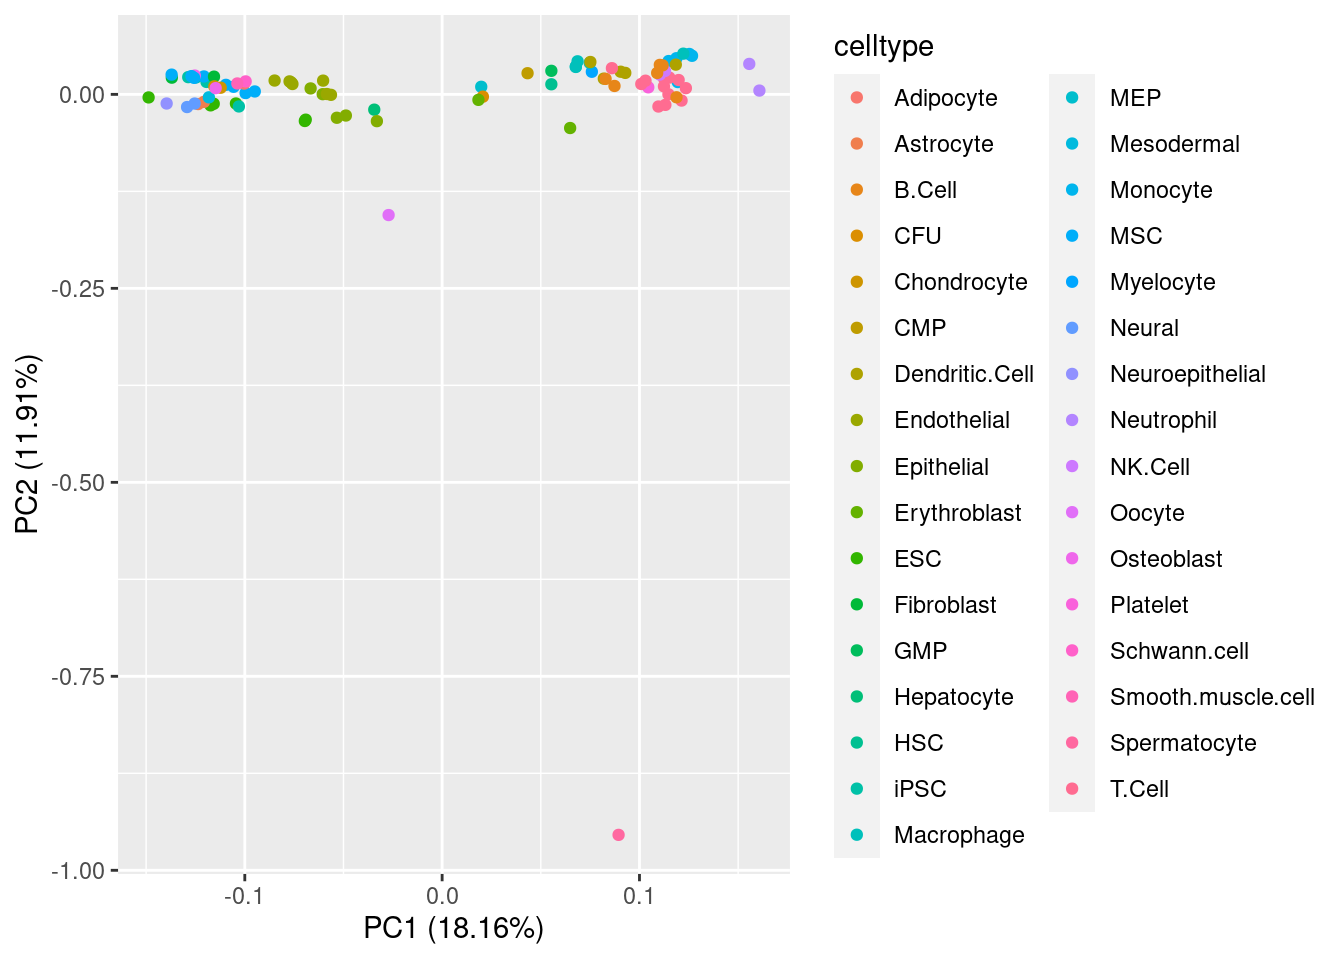 0.00
-0.25
-0.50
-0.75
-1.00
PC2 (11.91%)
-0.1
0.0
0.1
PC1 (18.16%)
celltype
Adipocyte
Astrocyte
B.Cell
CFU
Chondrocyte
CMP
Dendritic.Cell
Endothelial
Epithelial
Erythroblast
ESC
Fibroblast
GMP
Hepatocyte
HSC
iPSC
Macrophage
MEP
Mesodermal
Monocyte
MSC
Myelocyte
Neural
Neuroepithelial
Neutrophil
NK.Cell
Oocyte
Osteoblast
Platelet
Schwann.cell
Smooth.muscle.cell
Spermatocyte
T.Cell